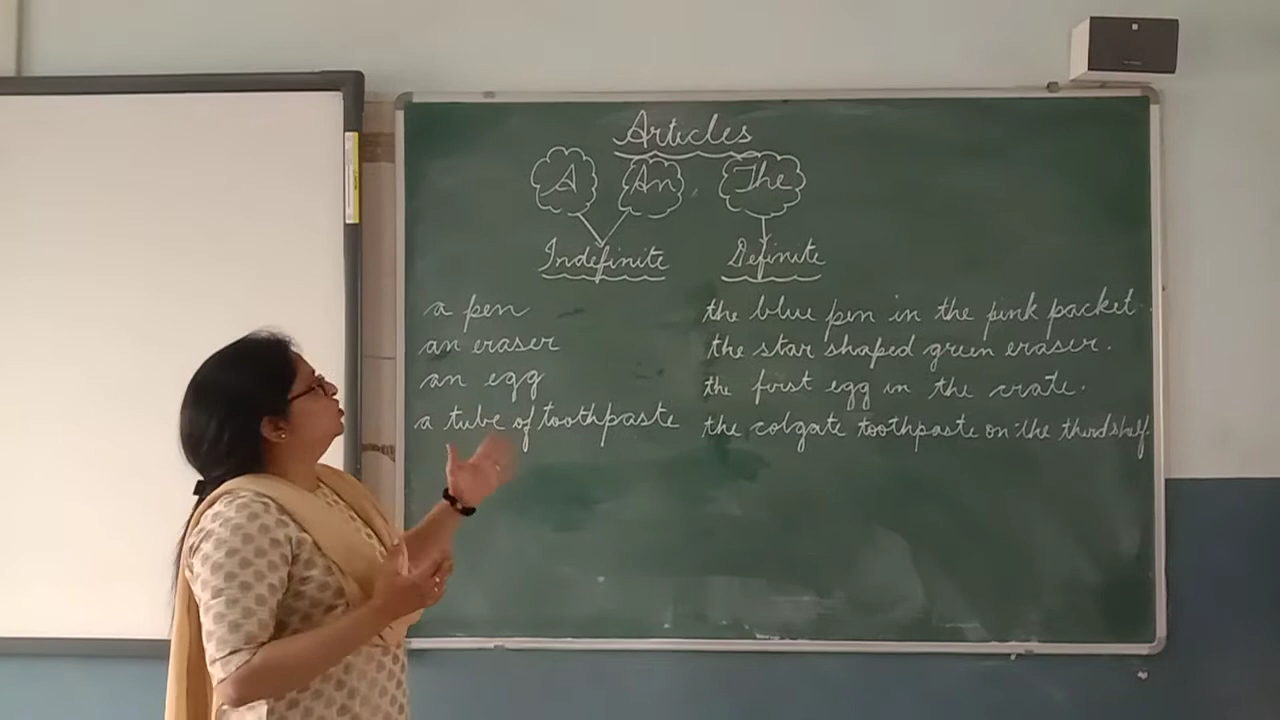 Articles
A An The
Indefinite Definite
a pen the blue pen in the pink packet.
an eraser the star shaped green eraser.
an egg the first egg in the crate.
a tube of toothpaste the colgate toothpaste on the third shelf.